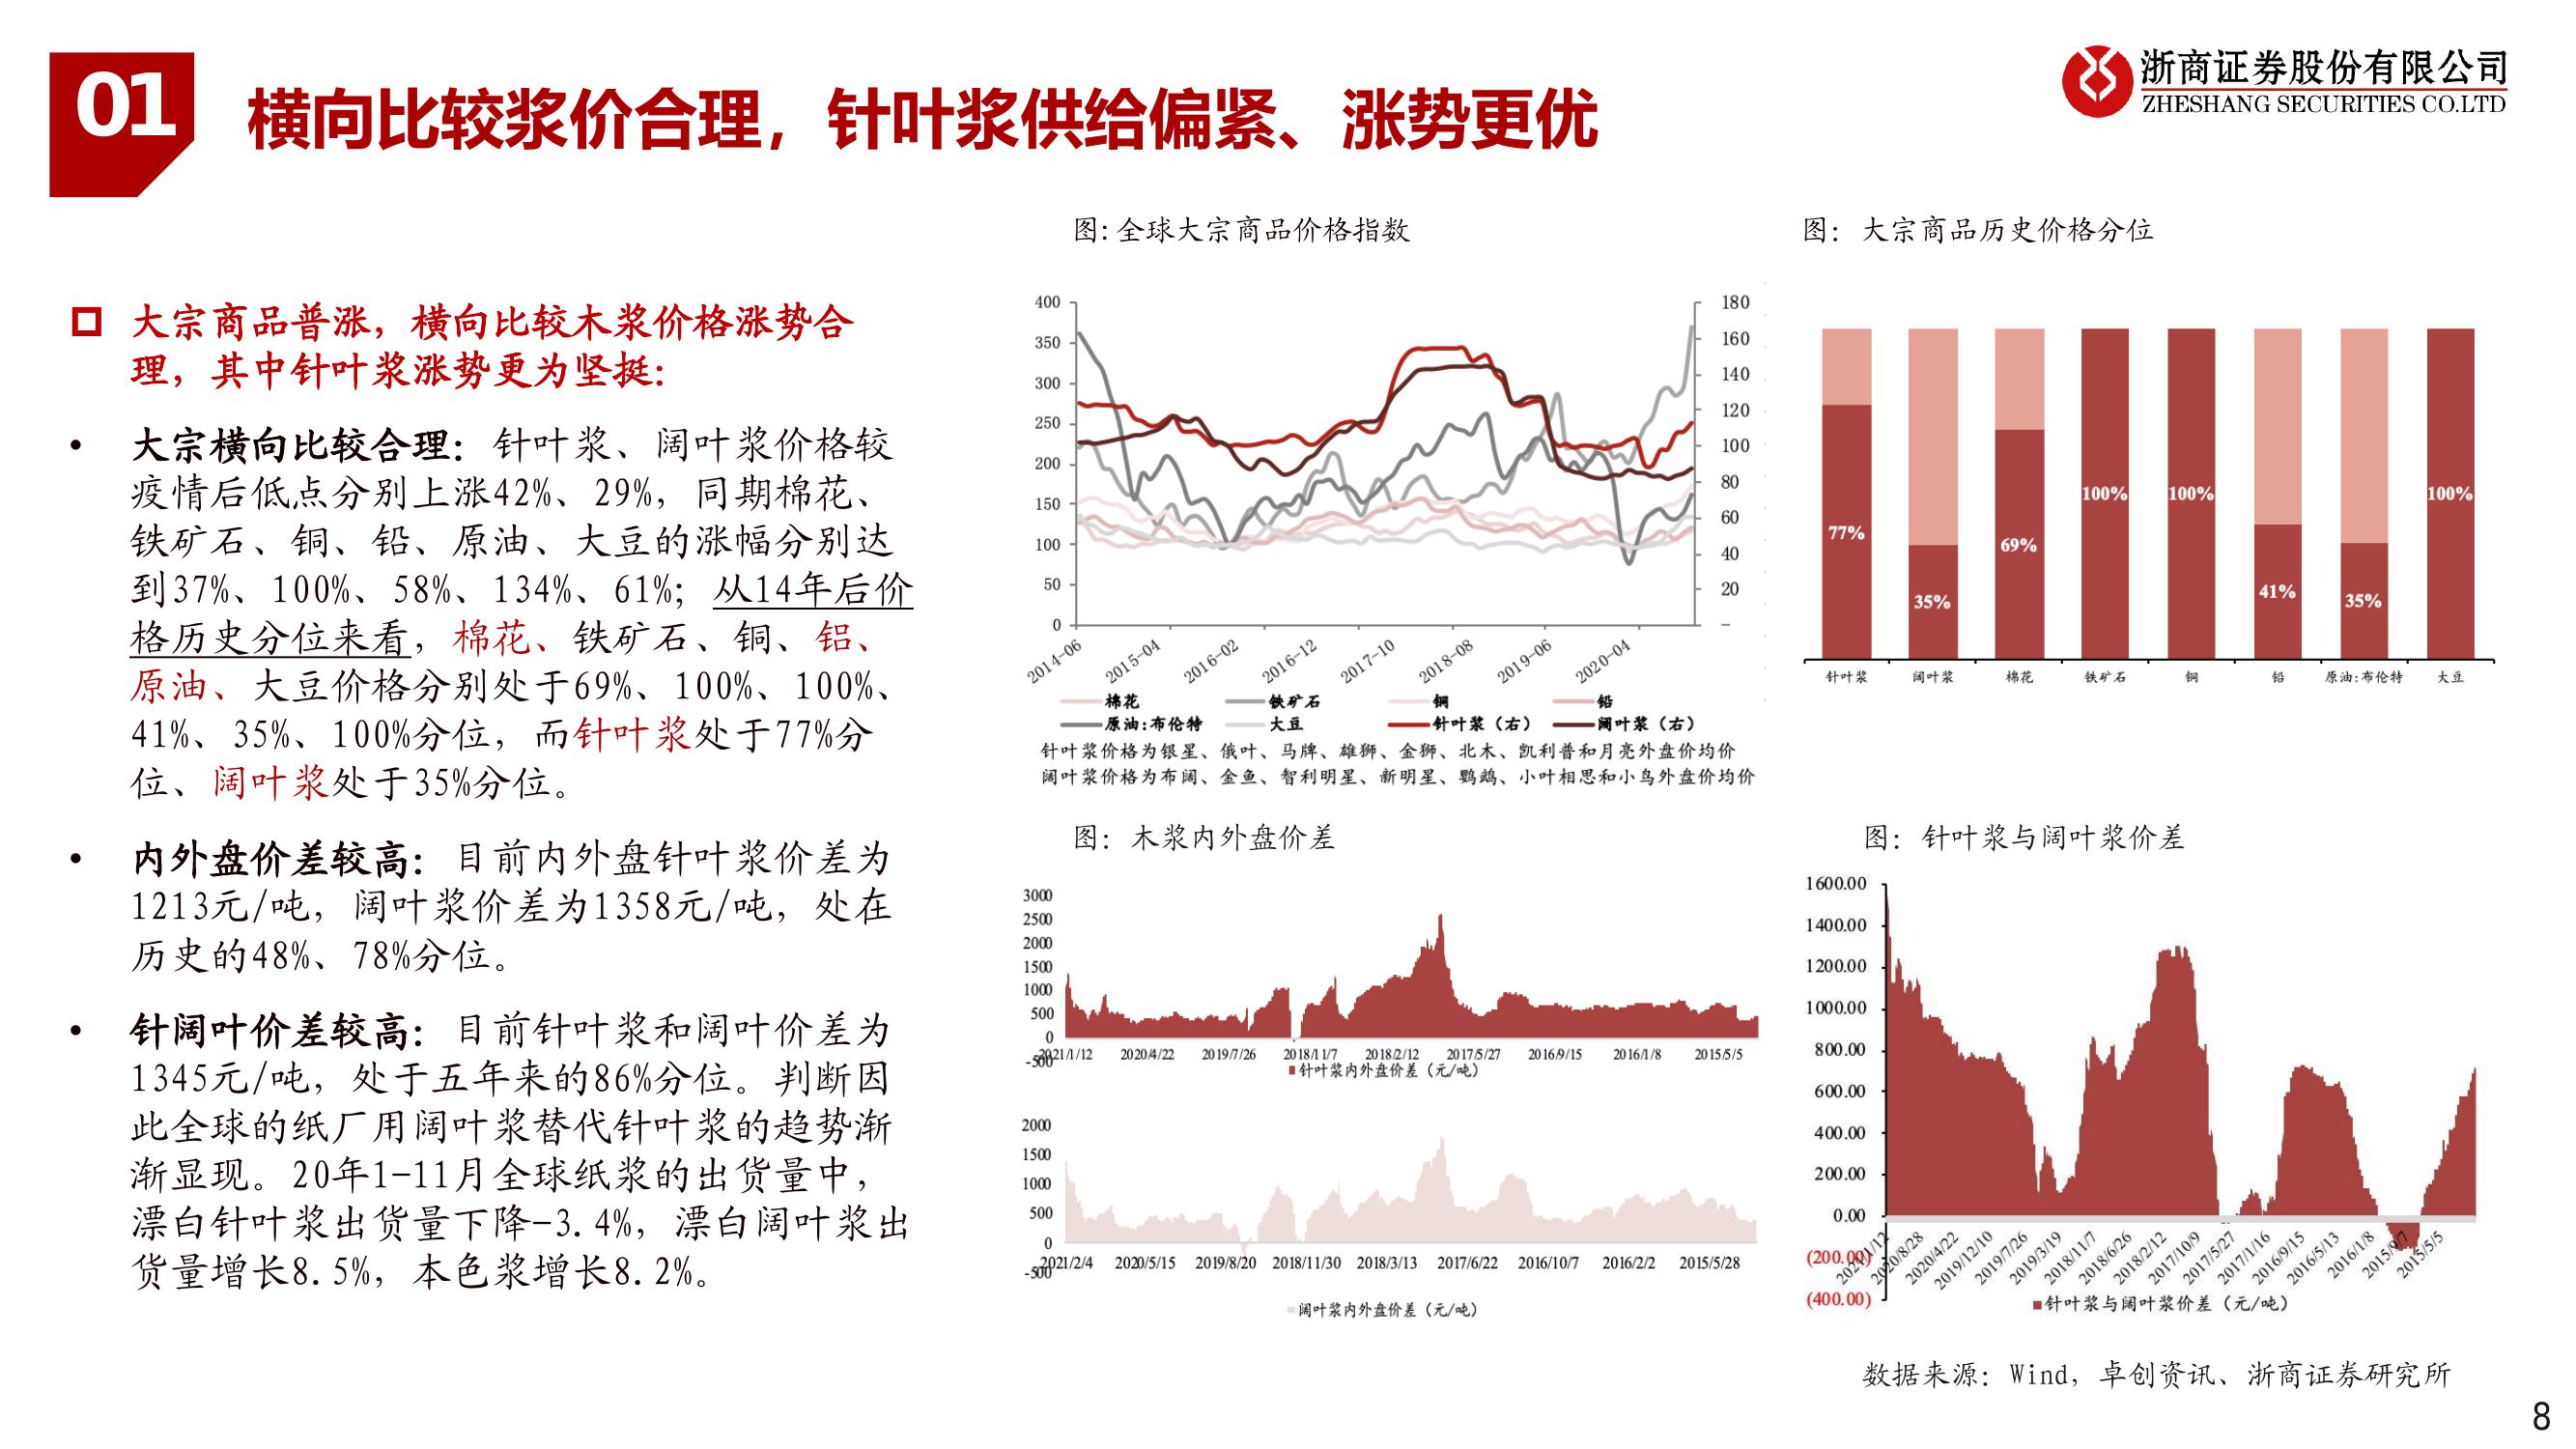 01
横向比较浆价合理，针叶浆供给偏紧、涨势更优
浙商证券股份有限公司
ZHESHANG SECURITIES CO.LTD
大宗商品普涨，横向比较木浆价格涨势合
理，其中针叶浆涨势更为坚挺：
• 大宗横向比较合理：针叶浆、阔叶浆价格较
疫情后低点分别上涨42%、29%，同期棉花、
铁矿石、铜、铅、原油、大豆的涨幅分别达
到37%、100%、58%、134%、61%；从14年后价
格历史分位来看，棉花、铁矿石、铜、铝、
原油、大豆价格分别处于69%、100%、100%、
41%、35%、100%分位，而针叶浆处于77%分
位、阔叶浆处于35%分位。
• 内外盘价差较高：目前内外盘针叶浆价差为
1213元/吨，阔叶浆价差为1358元/吨，处在
历史的48%、78%分位。
• 针阔叶价差较高：目前针叶浆和阔叶价差为
1345元/吨，处于五年来的86%分位。判断因
此全球的纸厂用阔叶浆替代针叶浆的趋势渐
渐显现。20年1-11月全球纸浆的出货量中，
漂白针叶浆出货量下降-3.4%，漂白阔叶浆出
货量增长8.5%，本色浆增长8.2%。
图:全球大宗商品价格指数
400
350
300
250
200
150
100
50
0
180
160
140
120
100
80
60
40
20
-
2014-06 2015-04 2016-02 2016-12 2017-10 2018-08 2019-06 2020-04
棉花 铁矿石 铜 铅
原油:布伦特 大豆 针叶浆（右） 阔叶浆（右）
针叶浆价格为银星、俄叶、马牌、雄狮、金狮、北木、凯利普和月亮外盘价均价
阔叶浆价格为布阔、金鱼、智利明星、新明星、鹦鹉、小叶相思和小鸟外盘价均价
图：大宗商品历史价格分位
77% 35% 69% 100% 100% 41% 35% 100%
针叶浆 阔叶浆 棉花 铁矿石 铜 铅 原油:布伦特 大豆
图：木浆内外盘价差
3000
2500
2000
1500
1000
500
0
-500
2021/1/12 2020/4/22 2019/7/26 2018/11/7 2018/2/12 2017/5/27 2016/9/15 2016/1/8 2015/5/5
针叶浆内外盘价差（元/吨）
2000
1500
1000
500
0
-500
2021/2/4 2020/5/15 2019/8/20 2018/11/30 2018/3/13 2017/6/22 2016/10/7 2016/2/2 2015/5/28
阔叶浆内外盘价差（元/吨）
图：针叶浆与阔叶浆价差
1600.00
1400.00
1200.00
1000.00
800.00
600.00
400.00
200.00
0.00
(200.00)
(400.00)
2021/1/12 2020/8/28 2020/4/22 2019/12/10 2019/7/26 2019/3/19 2018/11/7 2018/6/26 2018/2/12 2017/10/9 2017/5/27 2017/1/16 2016/9/15 2016/5/13 2016/1/8 2015/9/7 2015/5/5
针叶浆与阔叶浆价差（元/吨）
数据来源：Wind，卓创资讯、浙商证券研究所
8